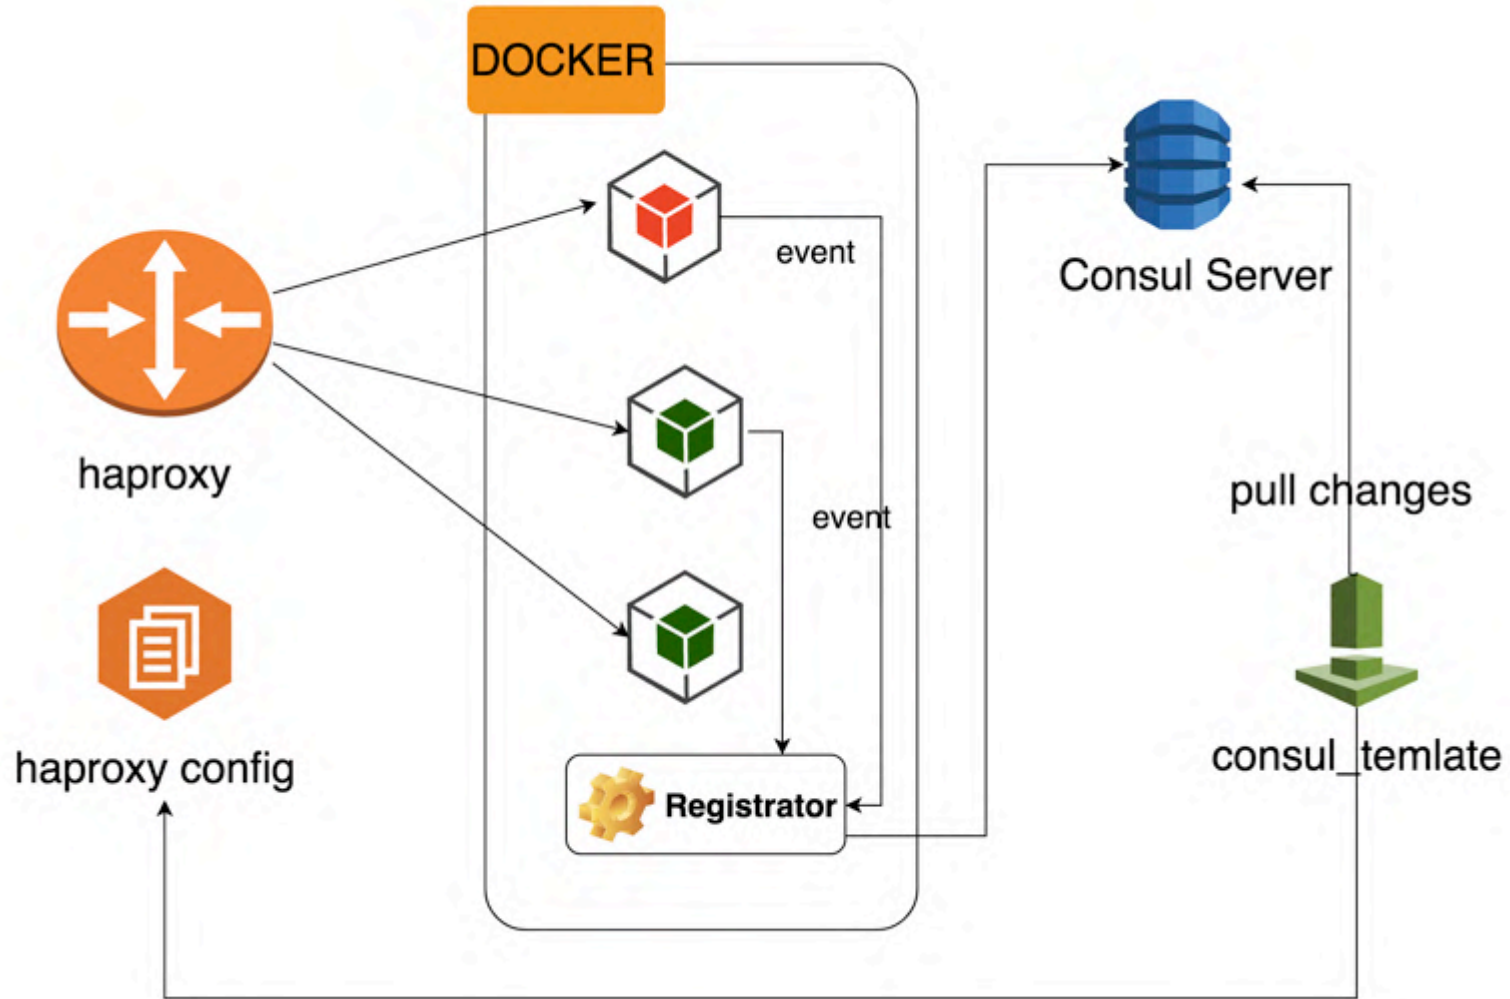 DOCKER
event
Consul Server
haproxy
pull changes
event
haproxy config
consul_temlate
Registrator